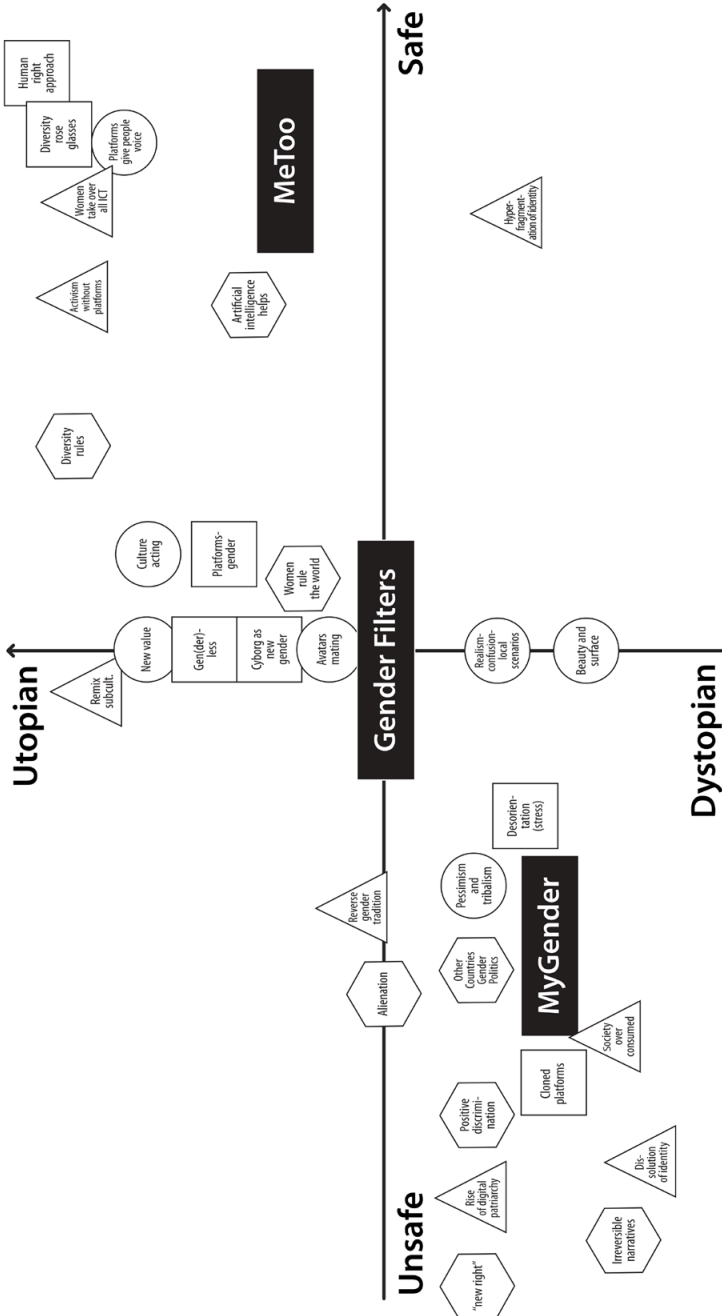 Utopian
Human
right
approach
Diversity
rose
glasses
Remix
subcult.
Diversity
rules
Activism
without
platforms
Women
take over
all ICT
Platforms
give people
voice
New value
Culture
acting
Gen(der)-
less
Platforms-
gender
Cyborg as
new
gender
Artificial
intelligence
helps
MeToo
Avatars
mating
Women
rule
the world
Reverse
gender
tradition
Alienation
Gender Filters
Unsafe
Safe
"new right"
Rise
of digital
patriarchy
Positive
discrimi-
nation
Other
Countries
Gender
Politics
Pessimism
and
tribalism
Realism-
confusion-
local
scenarios
Hyper-
fragment-
ation of identity
Desorien-
tation
(stress)
MyGender
Cloned
platforms
Society
over
consumed
Beauty and
surface
Irreversible
narratives
Dis-
solution
of identity
Dystopian